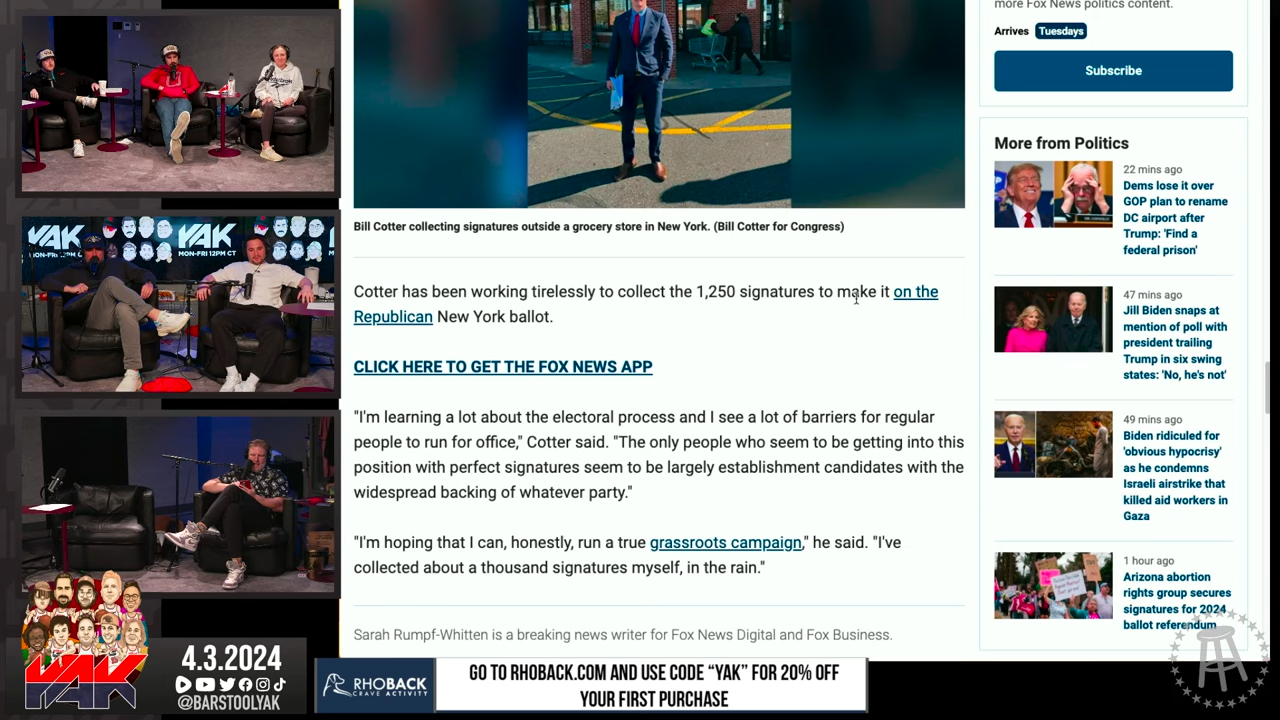 more Fox News politics content.
Arrives Tuesdays
Subscribe
Bill Cotter collecting signatures outside a grocery store in New York. (Bill Cotter for Congress)
Cotter has been working tirelessly to collect the 1,250 signatures to make it on the
Republican New York ballot.
CLICK HERE TO GET THE FOX NEWS APP
"I'm learning a lot about the electoral process and I see a lot of barriers for regular
people to run for office," Cotter said. "The only people who seem to be getting into this
position with perfect signatures seem to be largely establishment candidates with the
widespread backing of whatever party."
"I'm hoping that I can, honestly, run a true grassroots campaign," he said. "I've
collected about a thousand signatures myself, in the rain."
Sarah Rumpf-Whitten is a breaking news writer for Fox News Digital and Fox Business.
More from Politics
22 mins ago
Dems lose it over
GOP plan to rename
DC airport after
Trump: 'Find a
federal prison'
47 mins ago
Jill Biden snaps at
mention of poll with
president trailing
Trump in six swing
states: 'No, he's not'
49 mins ago
Biden ridiculed for
'obvious hypocrisy'
as he condemns
Israeli airstrike that
killed aid workers in
Gaza
1 hour ago
Arizona abortion
rights group secures
signatures for 2024
ballot referendum
YAK
YAK
MON-FRI 12PM CT
MON-FRI 12PM CT
YAK
4.3.2024
@BARSTOOLYAK
RHOBACK
CRAVE ACTIVITY
GO TO RHOBACK.COM AND USE CODE “YAK” FOR 20% OFF
YOUR FIRST PURCHASE